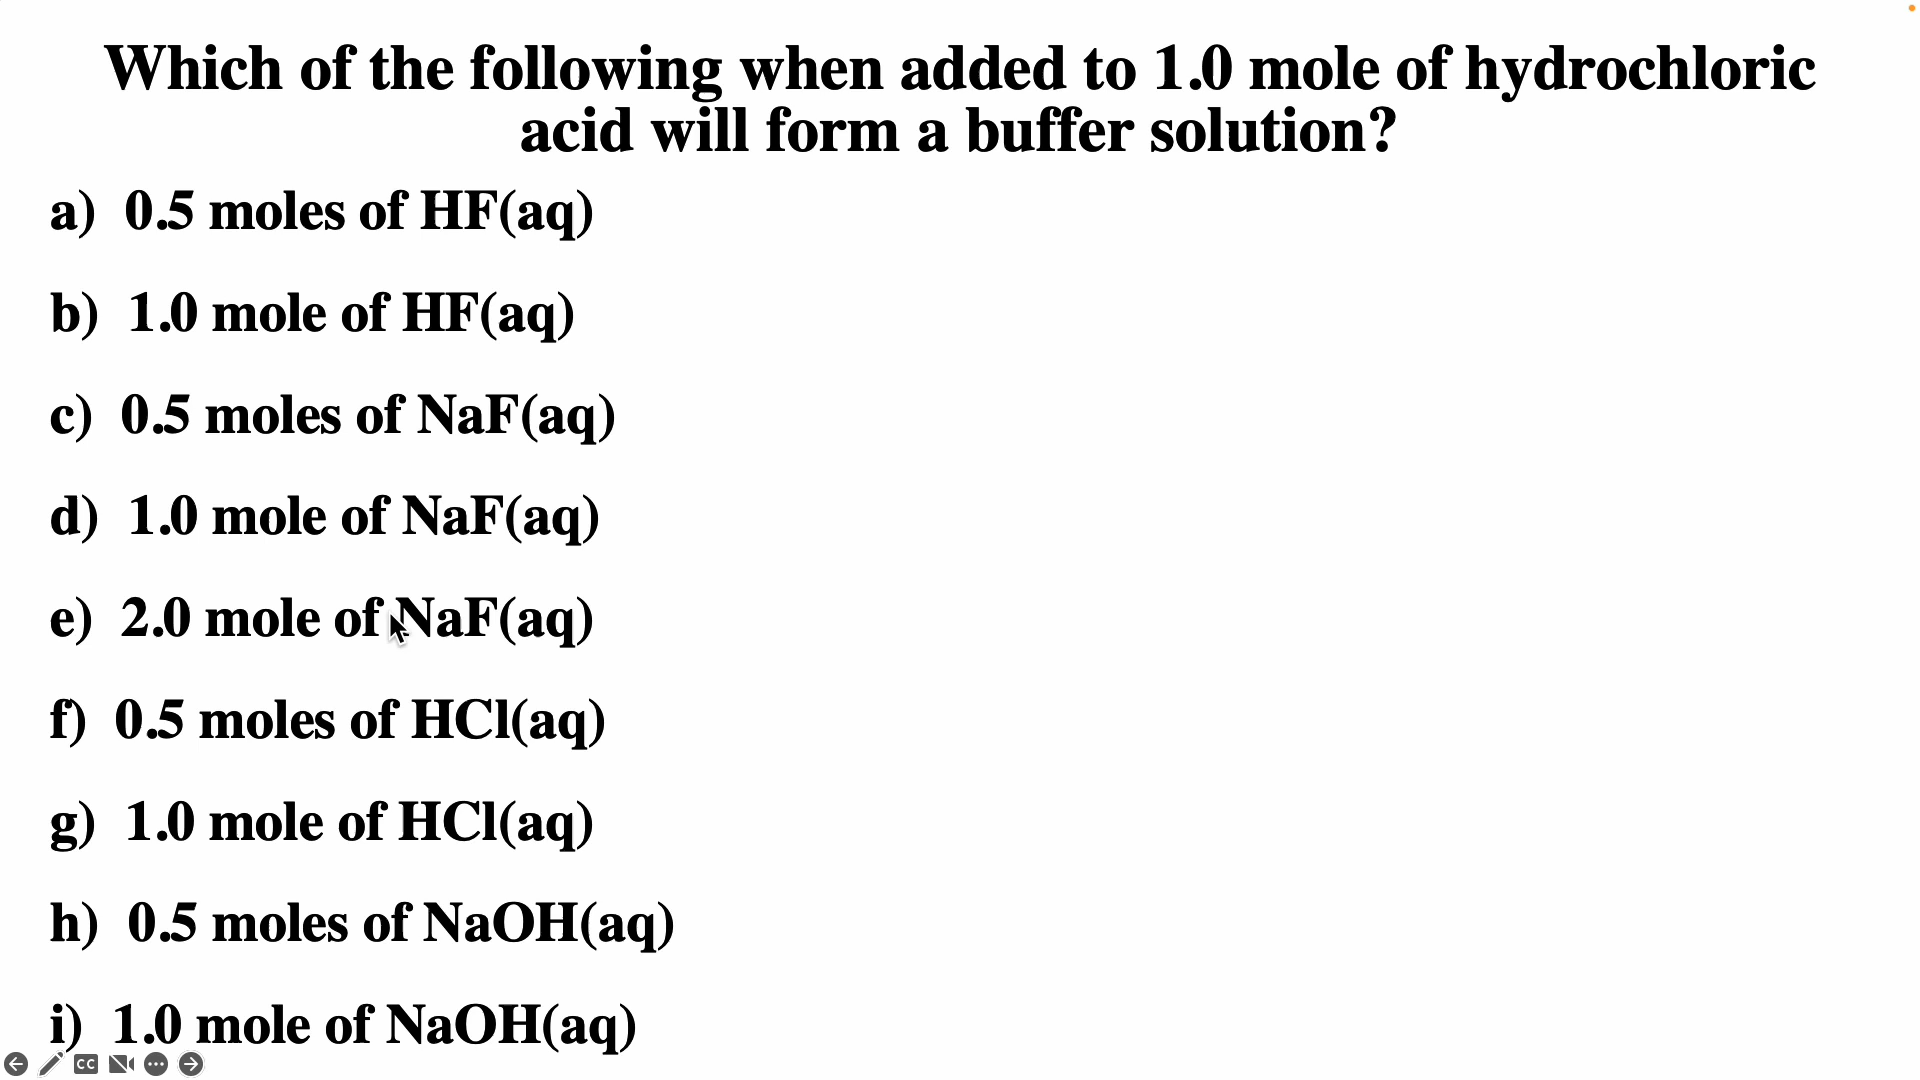 Which of the following when added to 1.0 mole of hydrochloric
acid will form a buffer solution?
a) 0.5 moles of HF(aq)
b) 1.0 mole of HF(aq)
c) 0.5 moles of NaF(aq)
d) 1.0 mole of NaF(aq)
e) 2.0 mole of NaF(aq)
f) 0.5 moles of HCl(aq)
g) 1.0 mole of HCl(aq)
h) 0.5 moles of NaOH(aq)
i) 1.0 mole of NaOH(aq)
CC